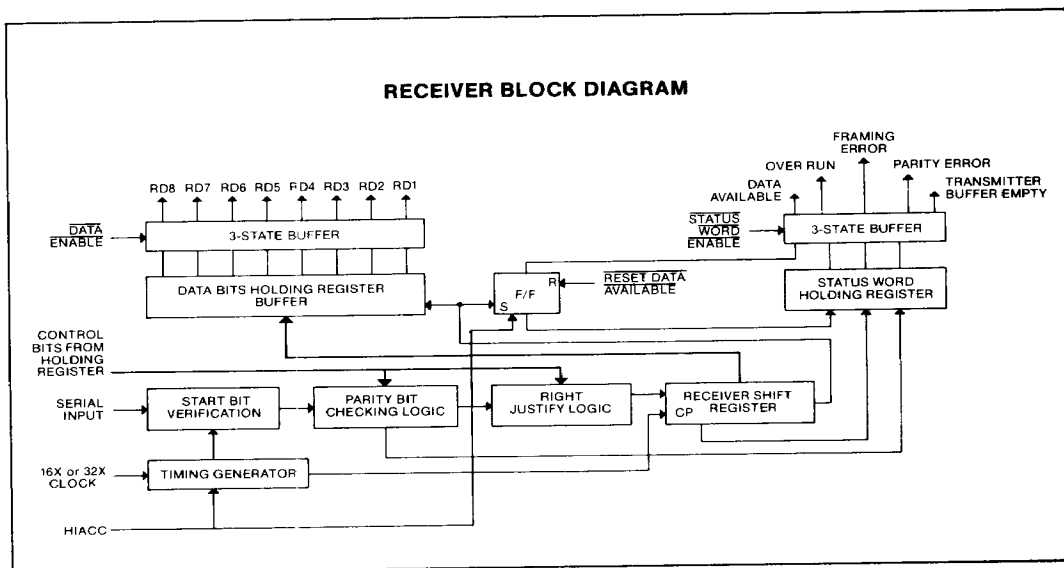 RECEIVER BLOCK DIAGRAM
FRAMING
ERROR
OVER RUN
PARITY ERROR
DATA
AVAILABLE
TRANSMITTER
BUFFER EMPTY
RD8 RD7 RD6 RD5 RD4 RD3 RD2 RD1
DATA
ENABLE
3-STATE BUFFER
STATUS
WORD
ENABLE
3-STATE BUFFER
DATA BITS HOLDING REGISTER
BUFFER
F/F
R
S
RESET DATA
AVAILABLE
STATUS WORD
HOLDING REGISTER
CONTROL
BITS FROM
HOLDING
REGISTER
SERIAL
INPUT
START BIT
VERIFICATION
PARITY BIT
CHECKING LOGIC
RIGHT
JUSTIFY LOGIC
RECEIVER SHIFT
REGISTER
CP
16X or 32X
CLOCK
TIMING GENERATOR
HIACC